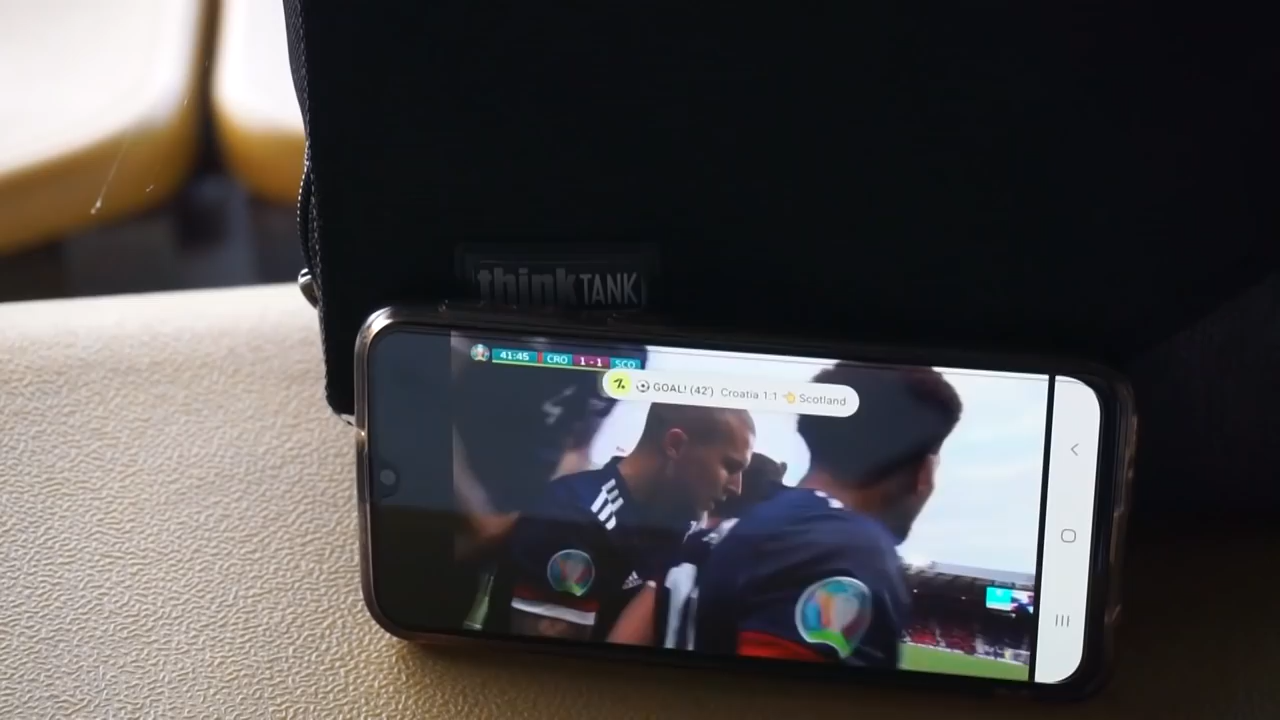 thinkTANK
41:45 CRO 1 - 1 SCO
GOAL! (42') Croatia 1:1 👈 Scotland